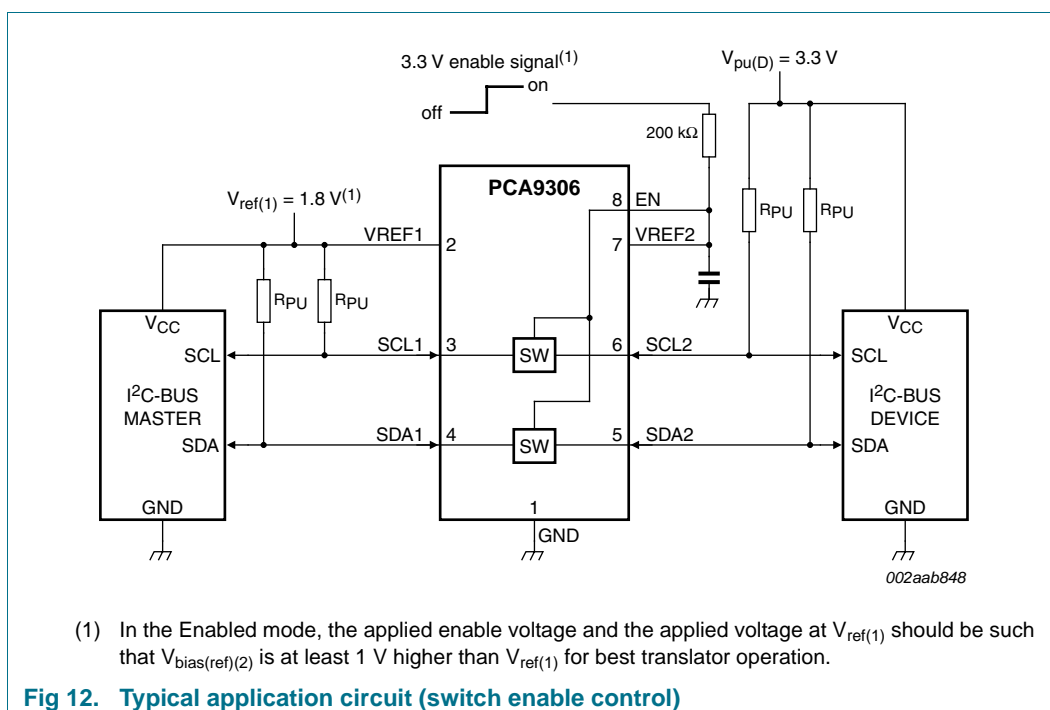 3.3 V enable signal(1)
on
off
Vpu(D) = 3.3 V
200 kΩ
PCA9306
Vref(1) = 1.8 V(1)
8 EN
RPU RPU
VREF1 2
7 VREF2
RPU RPU
VCC
VCC
SCL
SCL1 3
SW
6 SCL2
SCL
I2C-BUS
MASTER
I2C-BUS
DEVICE
SDA
SDA1 4
SW
5 SDA2
SDA
GND
1
GND
GND
002aab848
(1) In the Enabled mode, the applied enable voltage and the applied voltage at Vref(1) should be such
that Vbias(ref)(2) is at least 1 V higher than Vref(1) for best translator operation.
Fig 12. Typical application circuit (switch enable control)